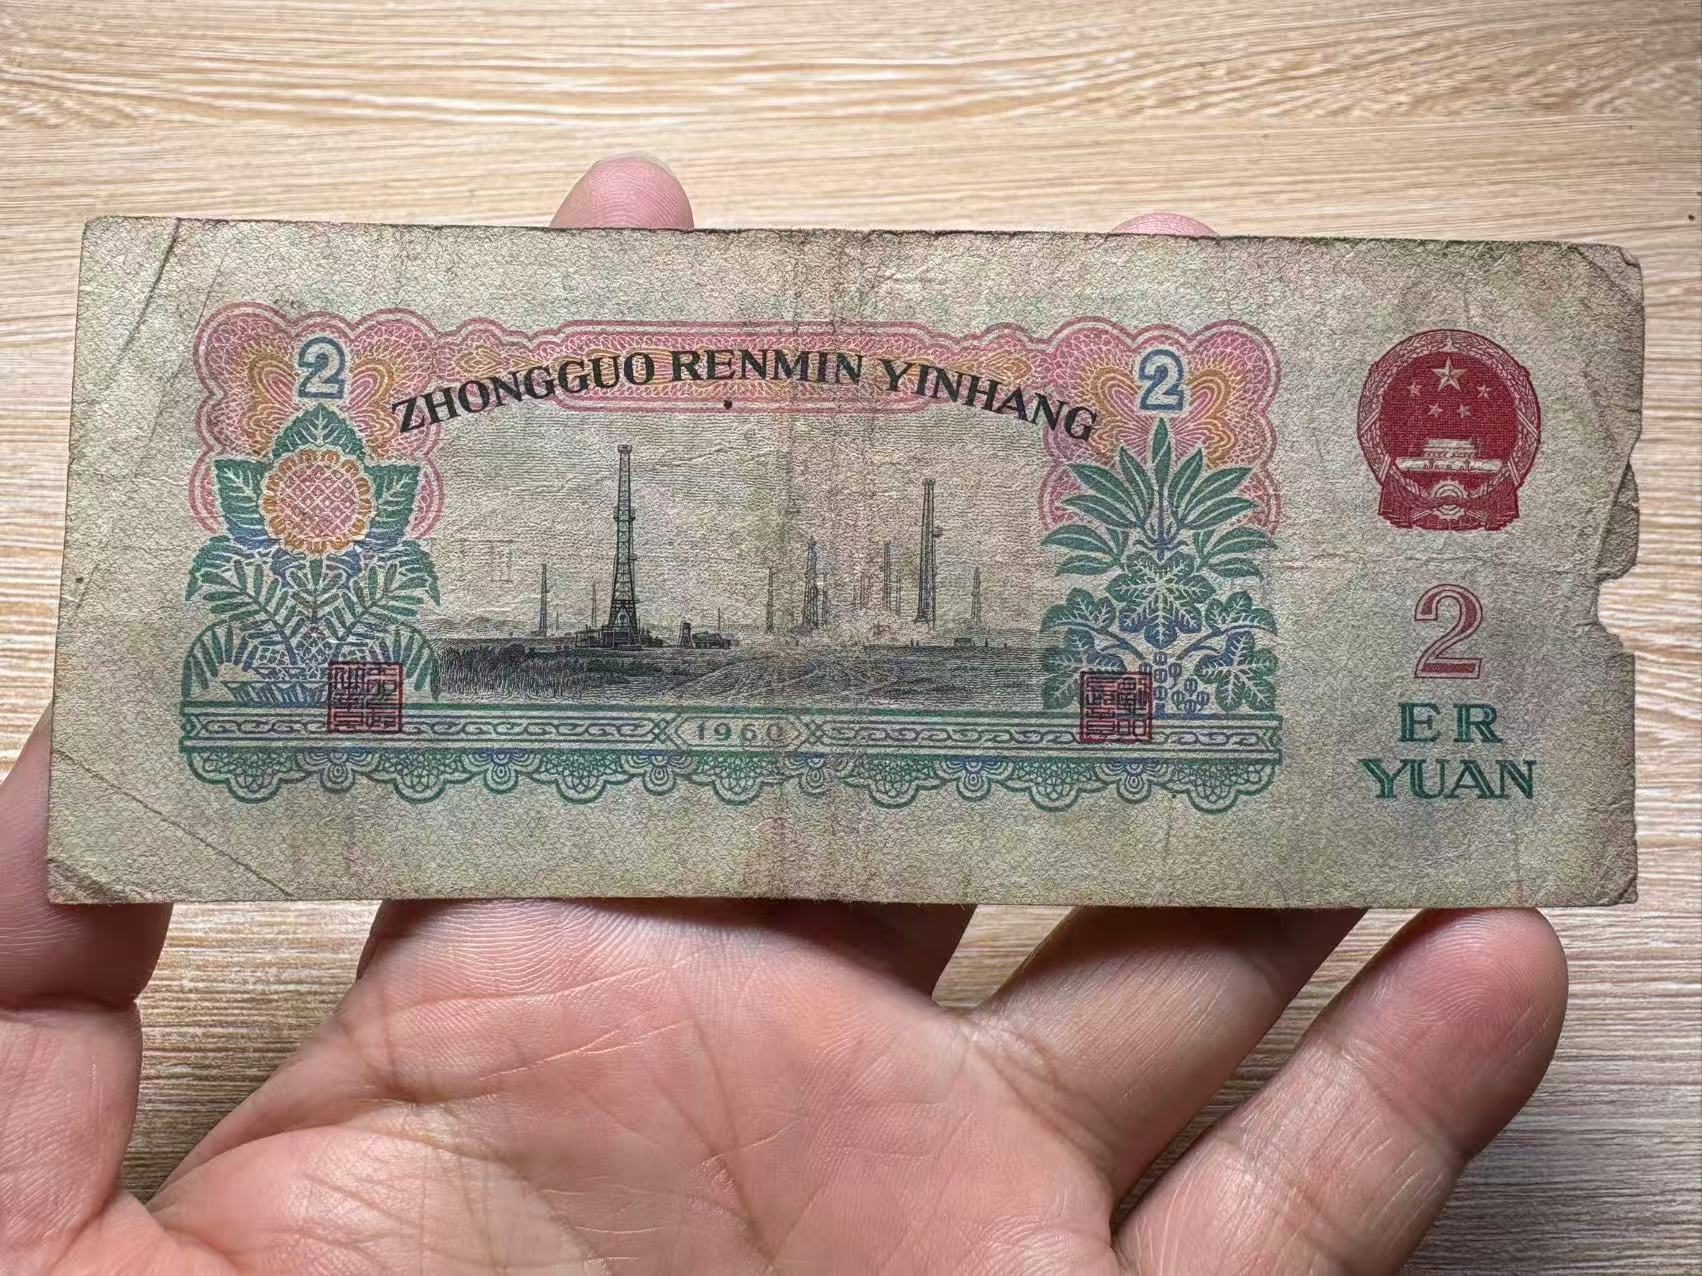 2
2
ZHONGGUO RENMIN YINHANG
1960
2
ER
YUAN